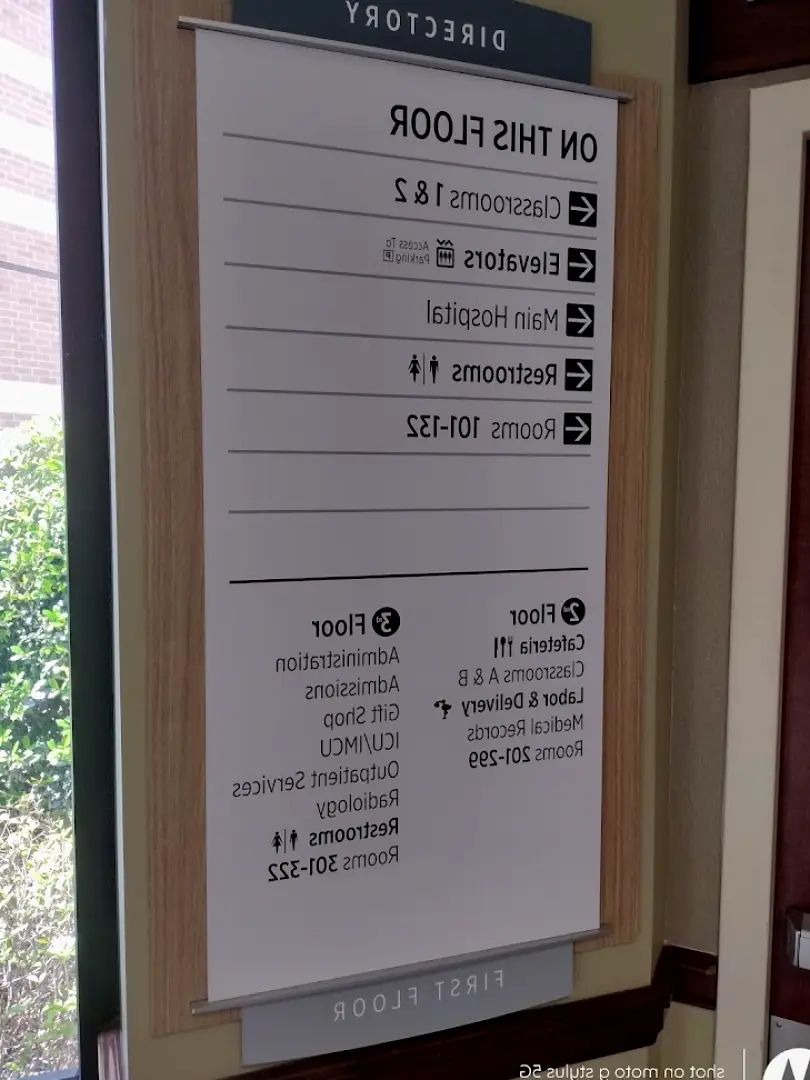 DIRECTORY
ON THIS FLOOR
Classrooms 1 & 2
Elevators Access To Parking P
Main Hospital
Restrooms
Rooms 101-132
2nd Floor
Cafeteria
Classrooms A & B
Labor & Delivery
Medical Records
Rooms 201-299
3rd Floor
Administration
Admissions
Gift Shop
ICU/IMCU
Outpatient Services
Radiology
Restrooms
Rooms 301-322
FIRST FLOOR
shot on moto g stylus 5G